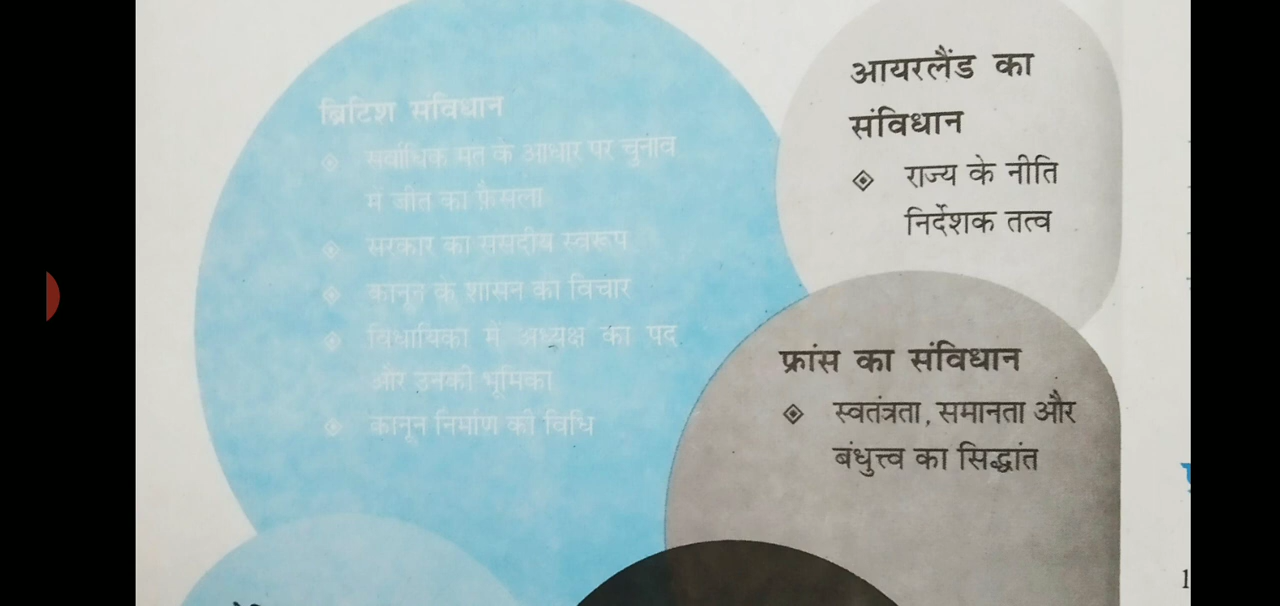 ब्रिटिश संविधान
सर्वाधिक मत के आधार पर चुनाव
में जीत का फ़ैसला
सरकार का संसदीय स्वरूप
कानून के शासन का विचार
विधायिका में अध्यक्ष का पद
और उनकी भूमिका
कानून निर्माण की विधि
आयरलैंड का
संविधान
राज्य के नीति
निर्देशक तत्व
फ्रांस का संविधान
स्वतंत्रता, समानता और
बंधुत्त्व का सिद्धांत
1